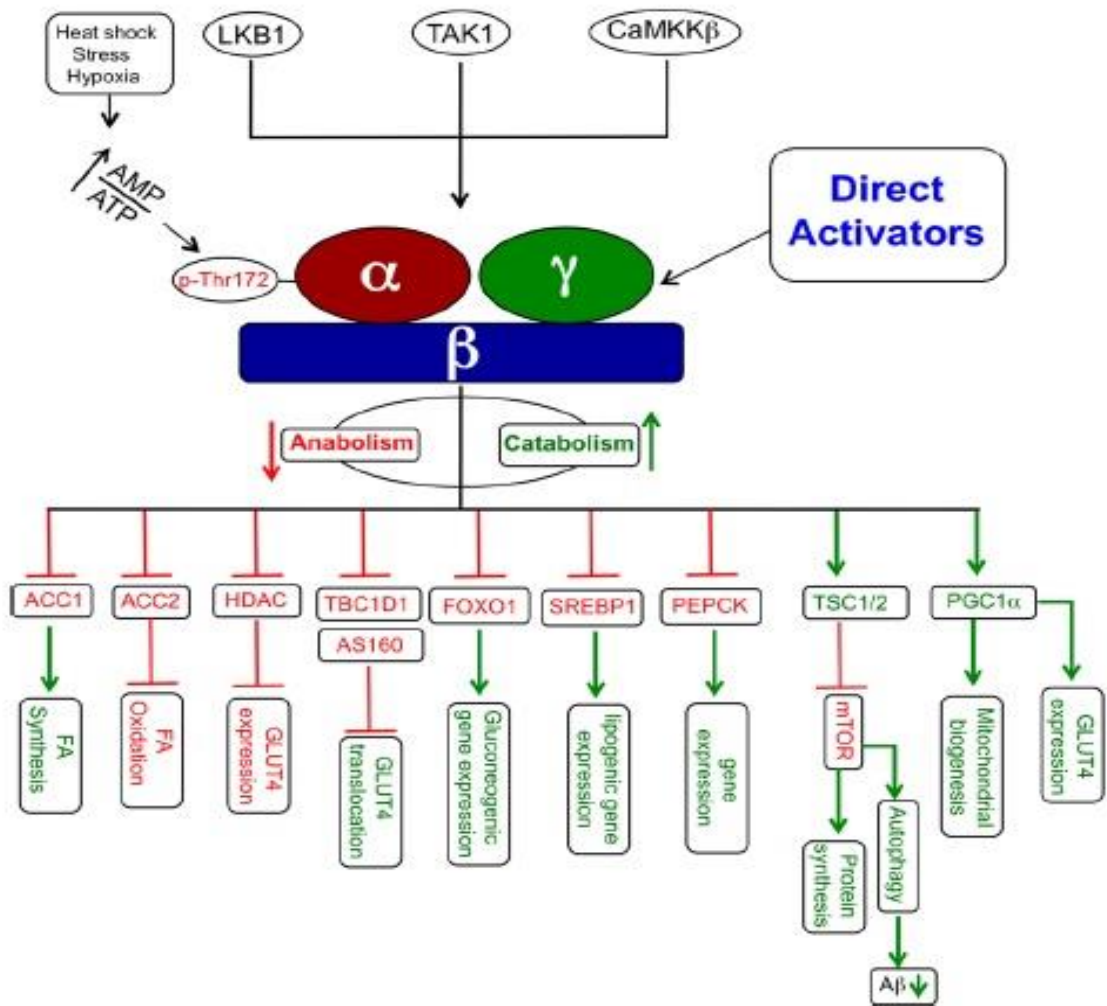 Heat shock
Stress
Hypoxia
LKB1
TAK1
CaMKKβ
AMP
ATP
Direct
Activators
p-Thr172
α
γ
β
Anabolism
Catabolism
ACC1
ACC2
HDAC
TBC1D1
AS160
FOXO1
SREBP1
PEPCK
TSC1/2
PGC1α
FA
Synthesis
FA
Oxidation
GLUT4
expression
GLUT4
translocation
Gluconeogenic
gene expression
lipogenic gene
expression
gene
expression
mTOR
Protein
synthesis
Autophagy
Aβ
Mitochondrial
biogenesis
GLUT4
expression